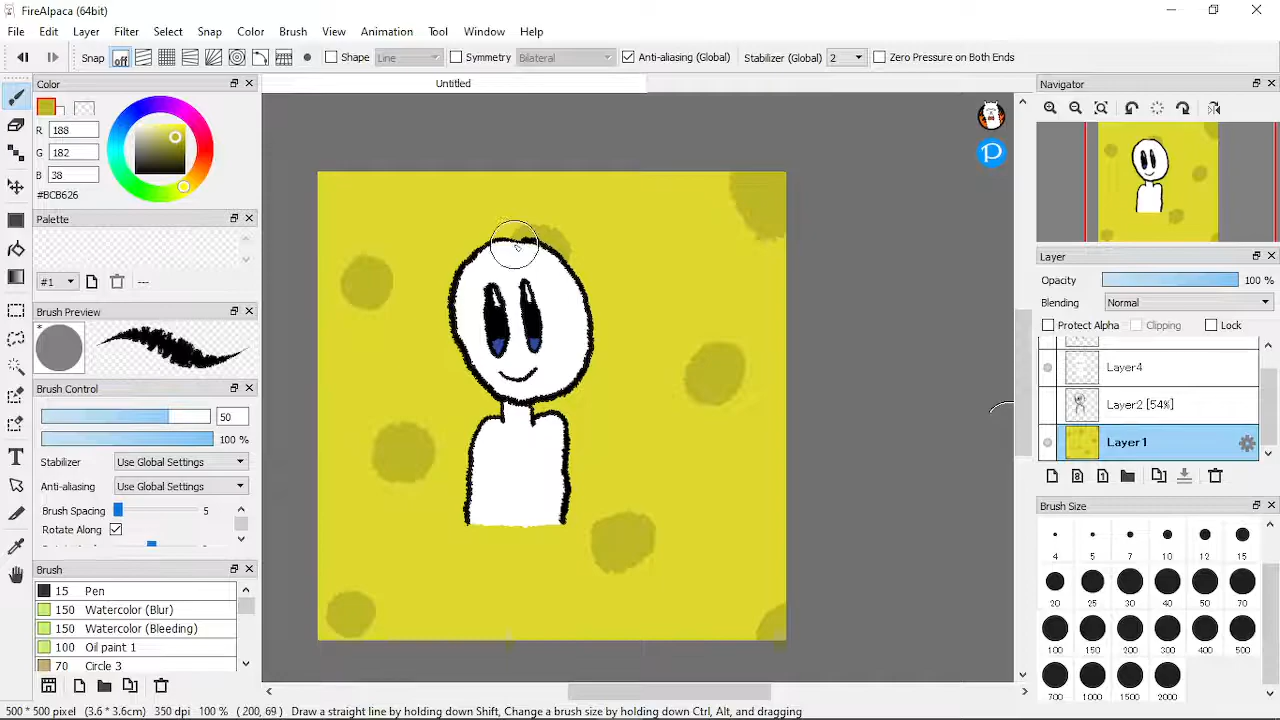 FireAlpaca (64bit)
File Edit Layer Filter Select Snap Color Brush View Animation Tool Window Help
Snap off Shape Line Symmetry Bilateral Anti-aliasing (Global) Stabilizer (Global) 2 Zero Pressure on Both Ends
Color
Untitled
Navigator
R 188
G 182
B 38
#BCB626
Palette
#1 ---
Brush Preview
Brush Control
50
100 %
Stabilizer Use Global Settings
Anti-aliasing Use Global Settings
Brush Spacing 5
Rotate Along
Brush
15 Pen
150 Watercolor (Blur)
150 Watercolor (Bleeding)
100 Oil paint 1
70 Circle 3
Layer
Opacity 100 %
Blending Normal
Protect Alpha Clipping Lock
Layer4
Layer2 [54%]
Layer1
Brush Size
4 5 7 10 12 15
20 25 30 40 50 70
100 150 200 300 400 500
700 1000 1500 2000
500 * 500 pixel (3.6 * 3.6cm) 350 dpi 100 % ( 200, 69 ) Draw a straight line by holding down Shift, Change a brush size by holding down Ctrl, Alt, and dragging